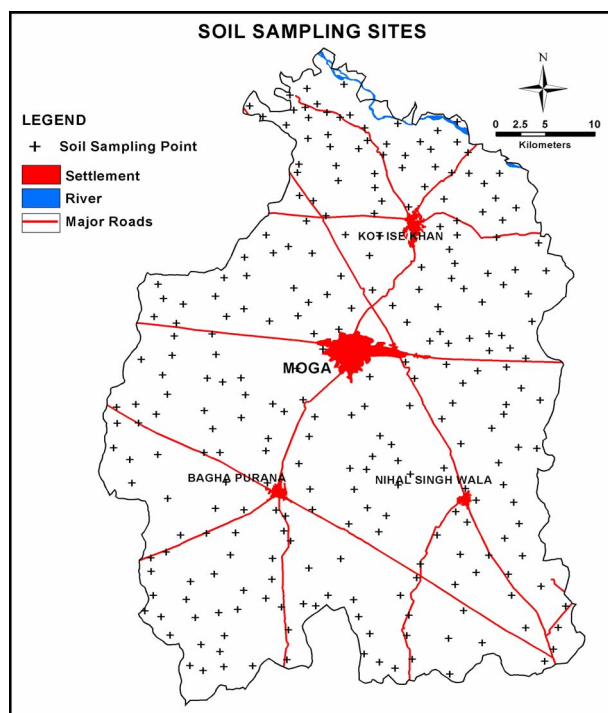 SOIL SAMPLING SITES
N
LEGEND
Soil Sampling Point
Settlement
River
Major Roads
0 2.5 5 10
Kilometers
KOT ISE KHAN
MOGA
BAGHA PURANA
NIHAL SINGH WALA